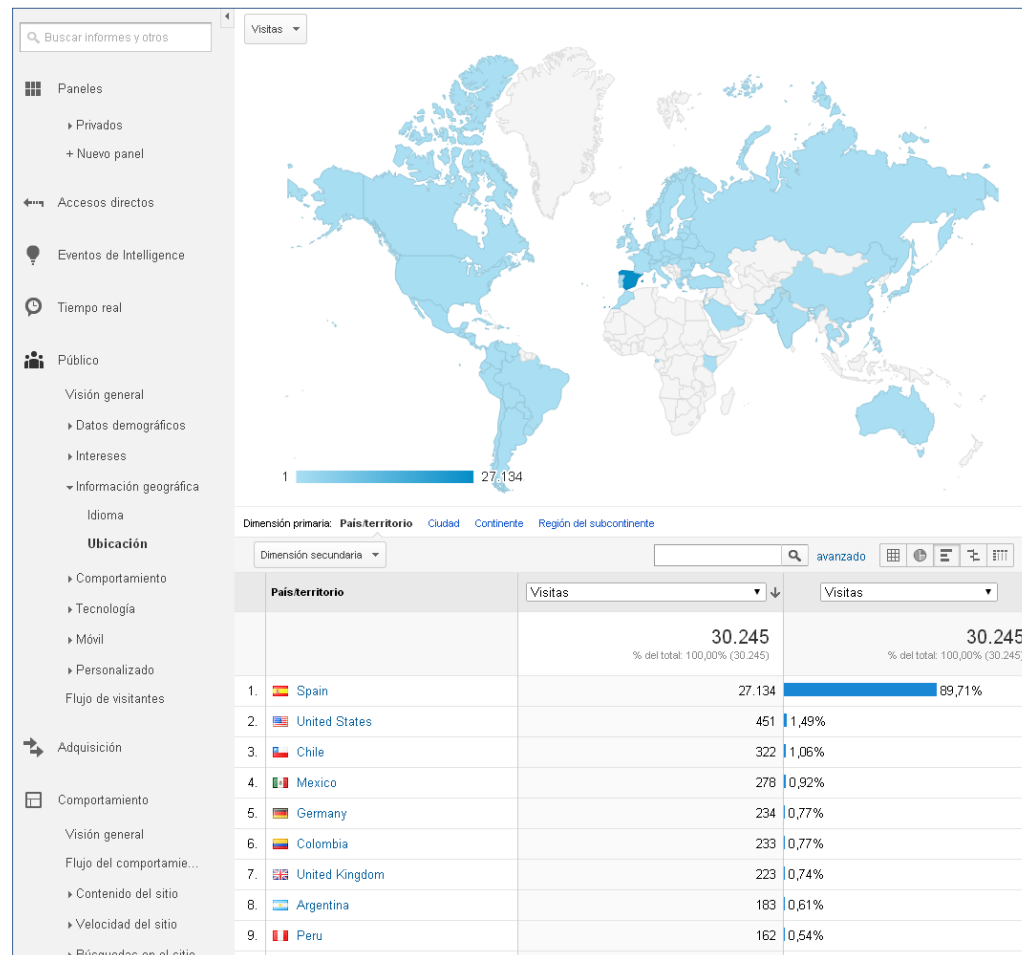 Buscar informes y otros
Paneles
Privados
+ Nuevo panel
Accesos directos
Eventos de Intelligence
Tiempo real
Público
Visión general
Datos demográficos
Intereses
Información geográfica
Idioma
Ubicación
Comportamiento
Tecnología
Móvil
Personalizado
Flujo de visitantes
Adquisición
Comportamiento
Visión general
Flujo del comportamie...
Contenido del sitio
Velocidad del sitio
Búsquedas en el sitio
Visitas
1 27.134
Dimensión primaria: País/territorio Ciudad Continente Región del subcontinente
Dimensión secundaria avanzado
País/territorio Visitas Visitas
30.245 30.245
% del total: 100,00% (30.245) % del total: 100,00% (30.245)
1. Spain 27.134 89,71%
2. United States 451 1,49%
3. Chile 322 1,06%
4. Mexico 278 0,92%
5. Germany 234 0,77%
6. Colombia 233 0,77%
7. United Kingdom 223 0,74%
8. Argentina 183 0,61%
9. Peru 162 0,54%